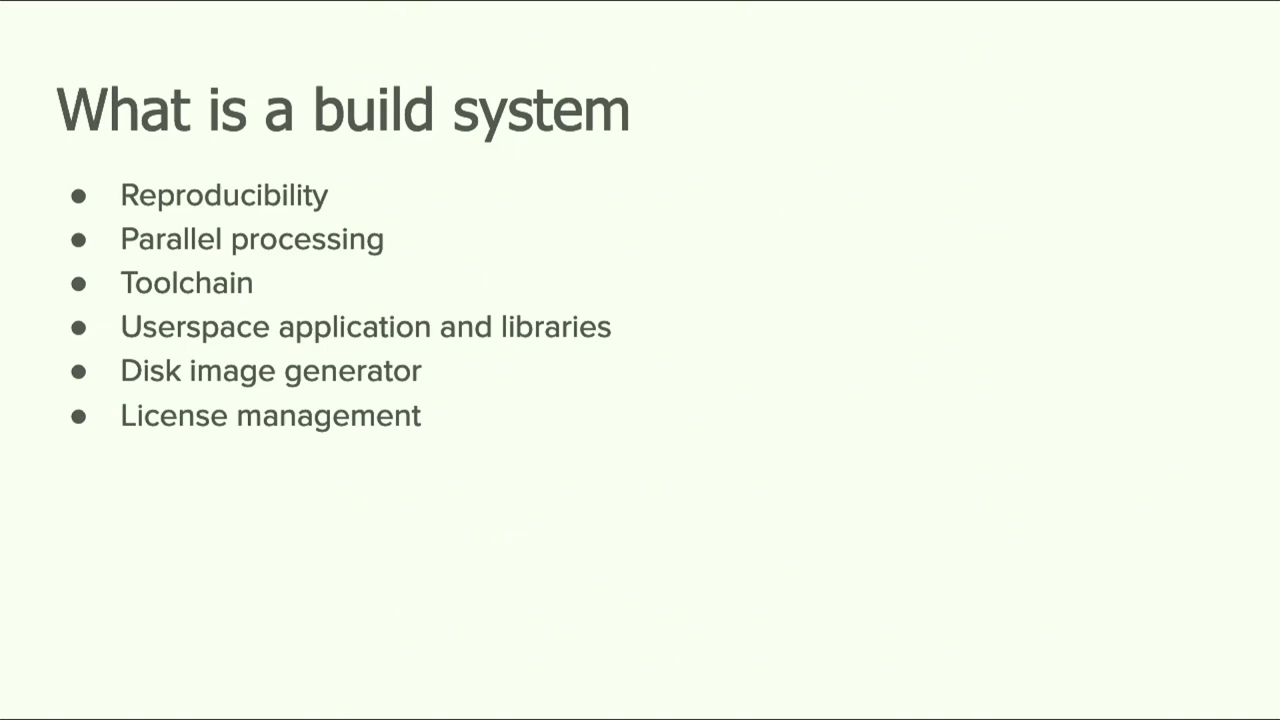 What is a build system
● Reproducibility
● Parallel processing
● Toolchain
● Userspace application and libraries
● Disk image generator
● License management